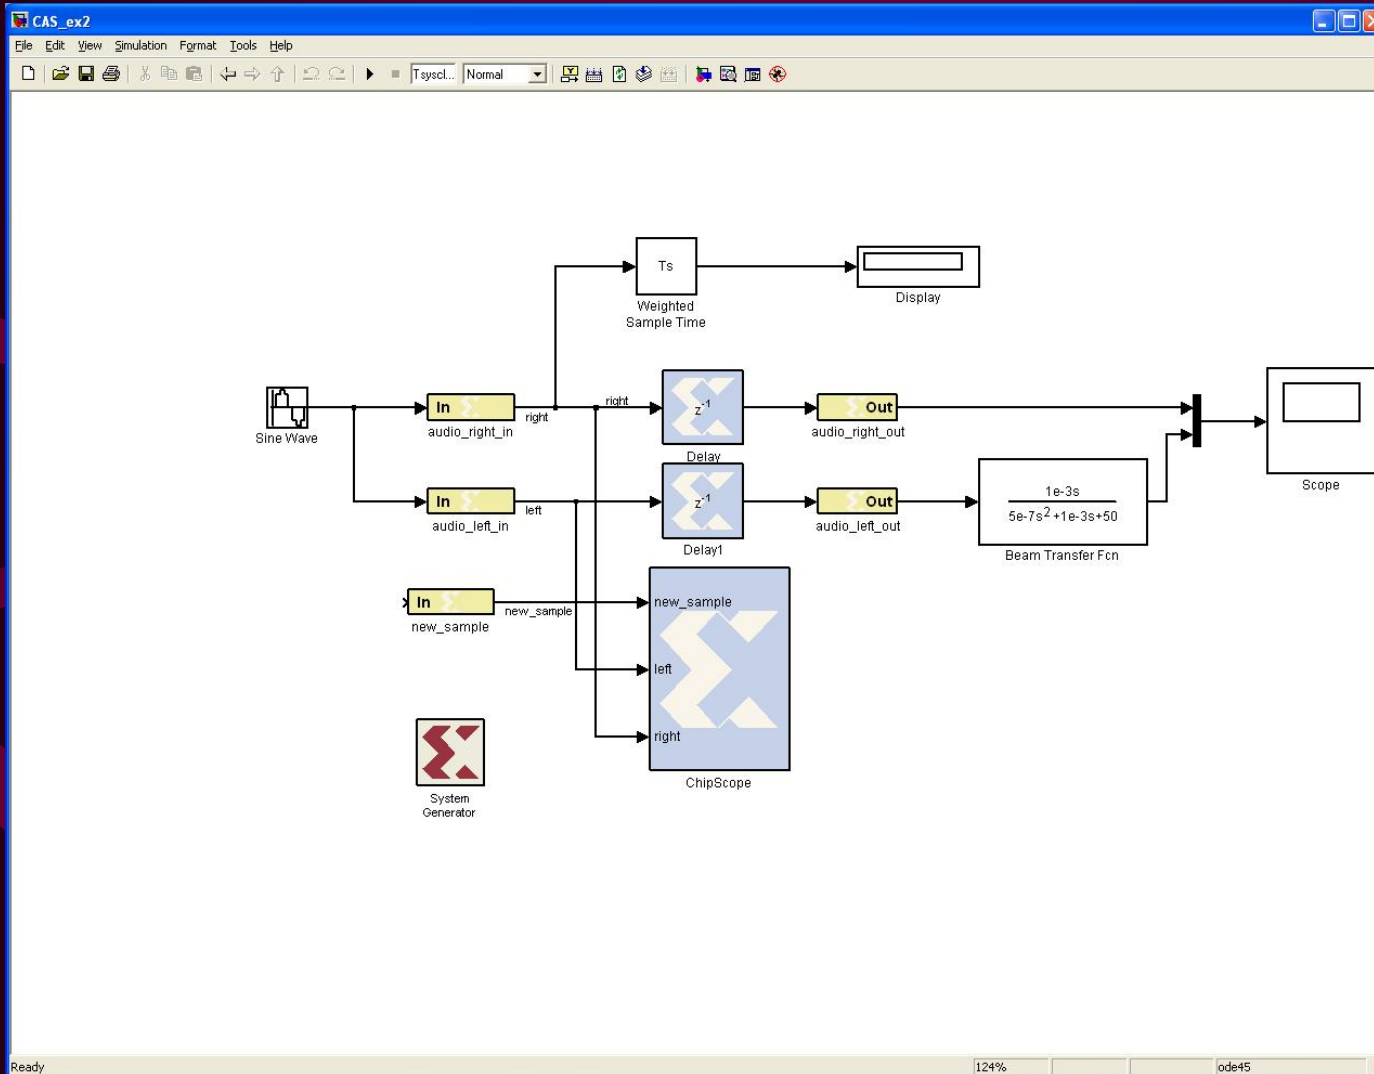 CAS_ex2
File Edit View Simulation Format Tools Help
Tsyscl... Normal
Ts
Weighted
Sample Time
Display
Sine Wave
In
audio_right_in
right
right
z-1
Delay
Out
audio_right_out
Scope
In
audio_left_in
left
z-1
Delay1
Out
audio_left_out
1e-3s
5e-7s2+1e-3s+50
Beam Transfer Fcn
In
new_sample
new_sample
new_sample
left
right
ChipScope
System
Generator
Ready 124% ode45